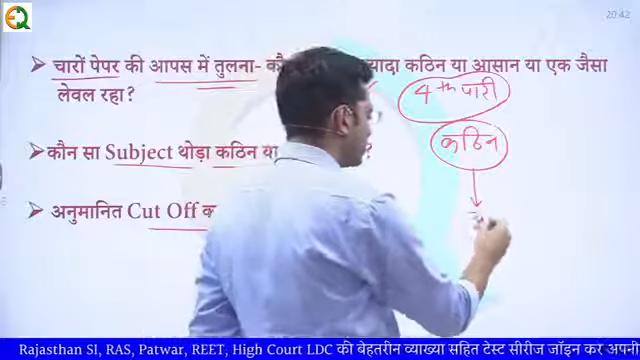 EQ
20:42
➤ चारों पेपर की आपस में तुलना- यादा कठिन या आसान या एक जैसा
लेवल रहा?
4th पारी
कठिन
➤ कौन सा Subject थोड़ा कठिन या ?
➤ अनुमानित Cut Off
Rajasthan SI, RAS, Patwar, REET, High Court LDC की बेहतरीन व्याख्या सहित टेस्ट सीरीज जॉइन कर अपनी